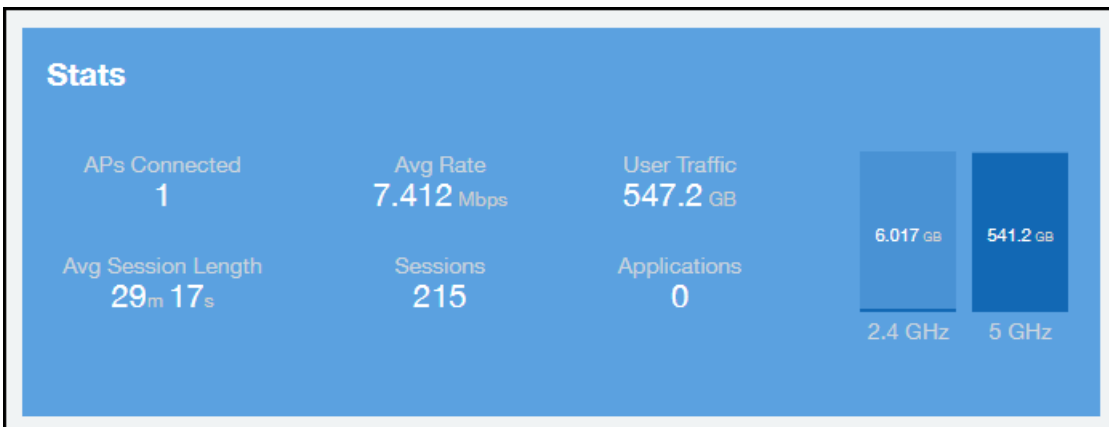 Stats
APs Connected
1
Avg Rate
7.412 Mbps
User Traffic
547.2 GB
Avg Session Length
29m 17s
Sessions
215
Applications
0
6.017 GB
541.2 GB
2.4 GHz
5 GHz